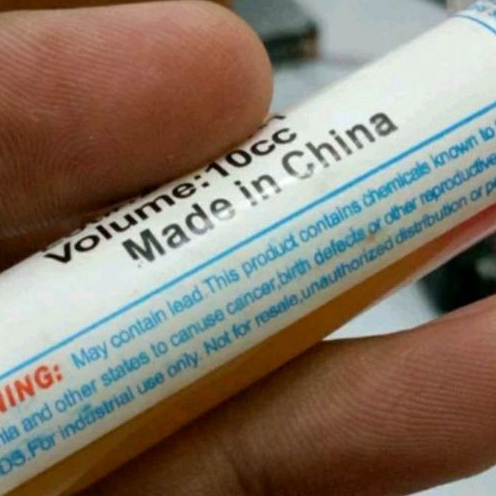 Volume:10cc
Made in China
NING: May contain lead.This product contains chemicals known to
nia and other states to canuse cancer,birth defects or other reproductive
DS.For industrial use only. Not for resale,unauthorized distribution or